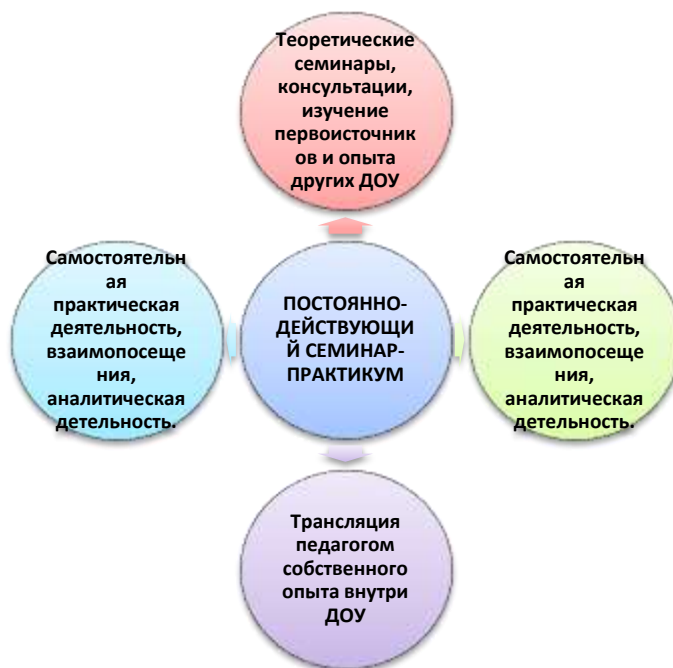 Теоретические
семинары,
консультации,
изучение
первоисточник
ов и опыта
других ДОУ
Самостоятельн
ая
практическая
деятельность,
взаимопосеще
ния,
аналитическая
детельность.
ПОСТОЯННО-
ДЕЙСТВУЮЩИ
Й СЕМИНАР-
ПРАКТИКУМ
Самостоятельн
ая
практическая
деятельность,
взаимопосеще
ния,
аналитическая
детельность.
Трансляция
педагогом
собственного
опыта внутри
ДОУ